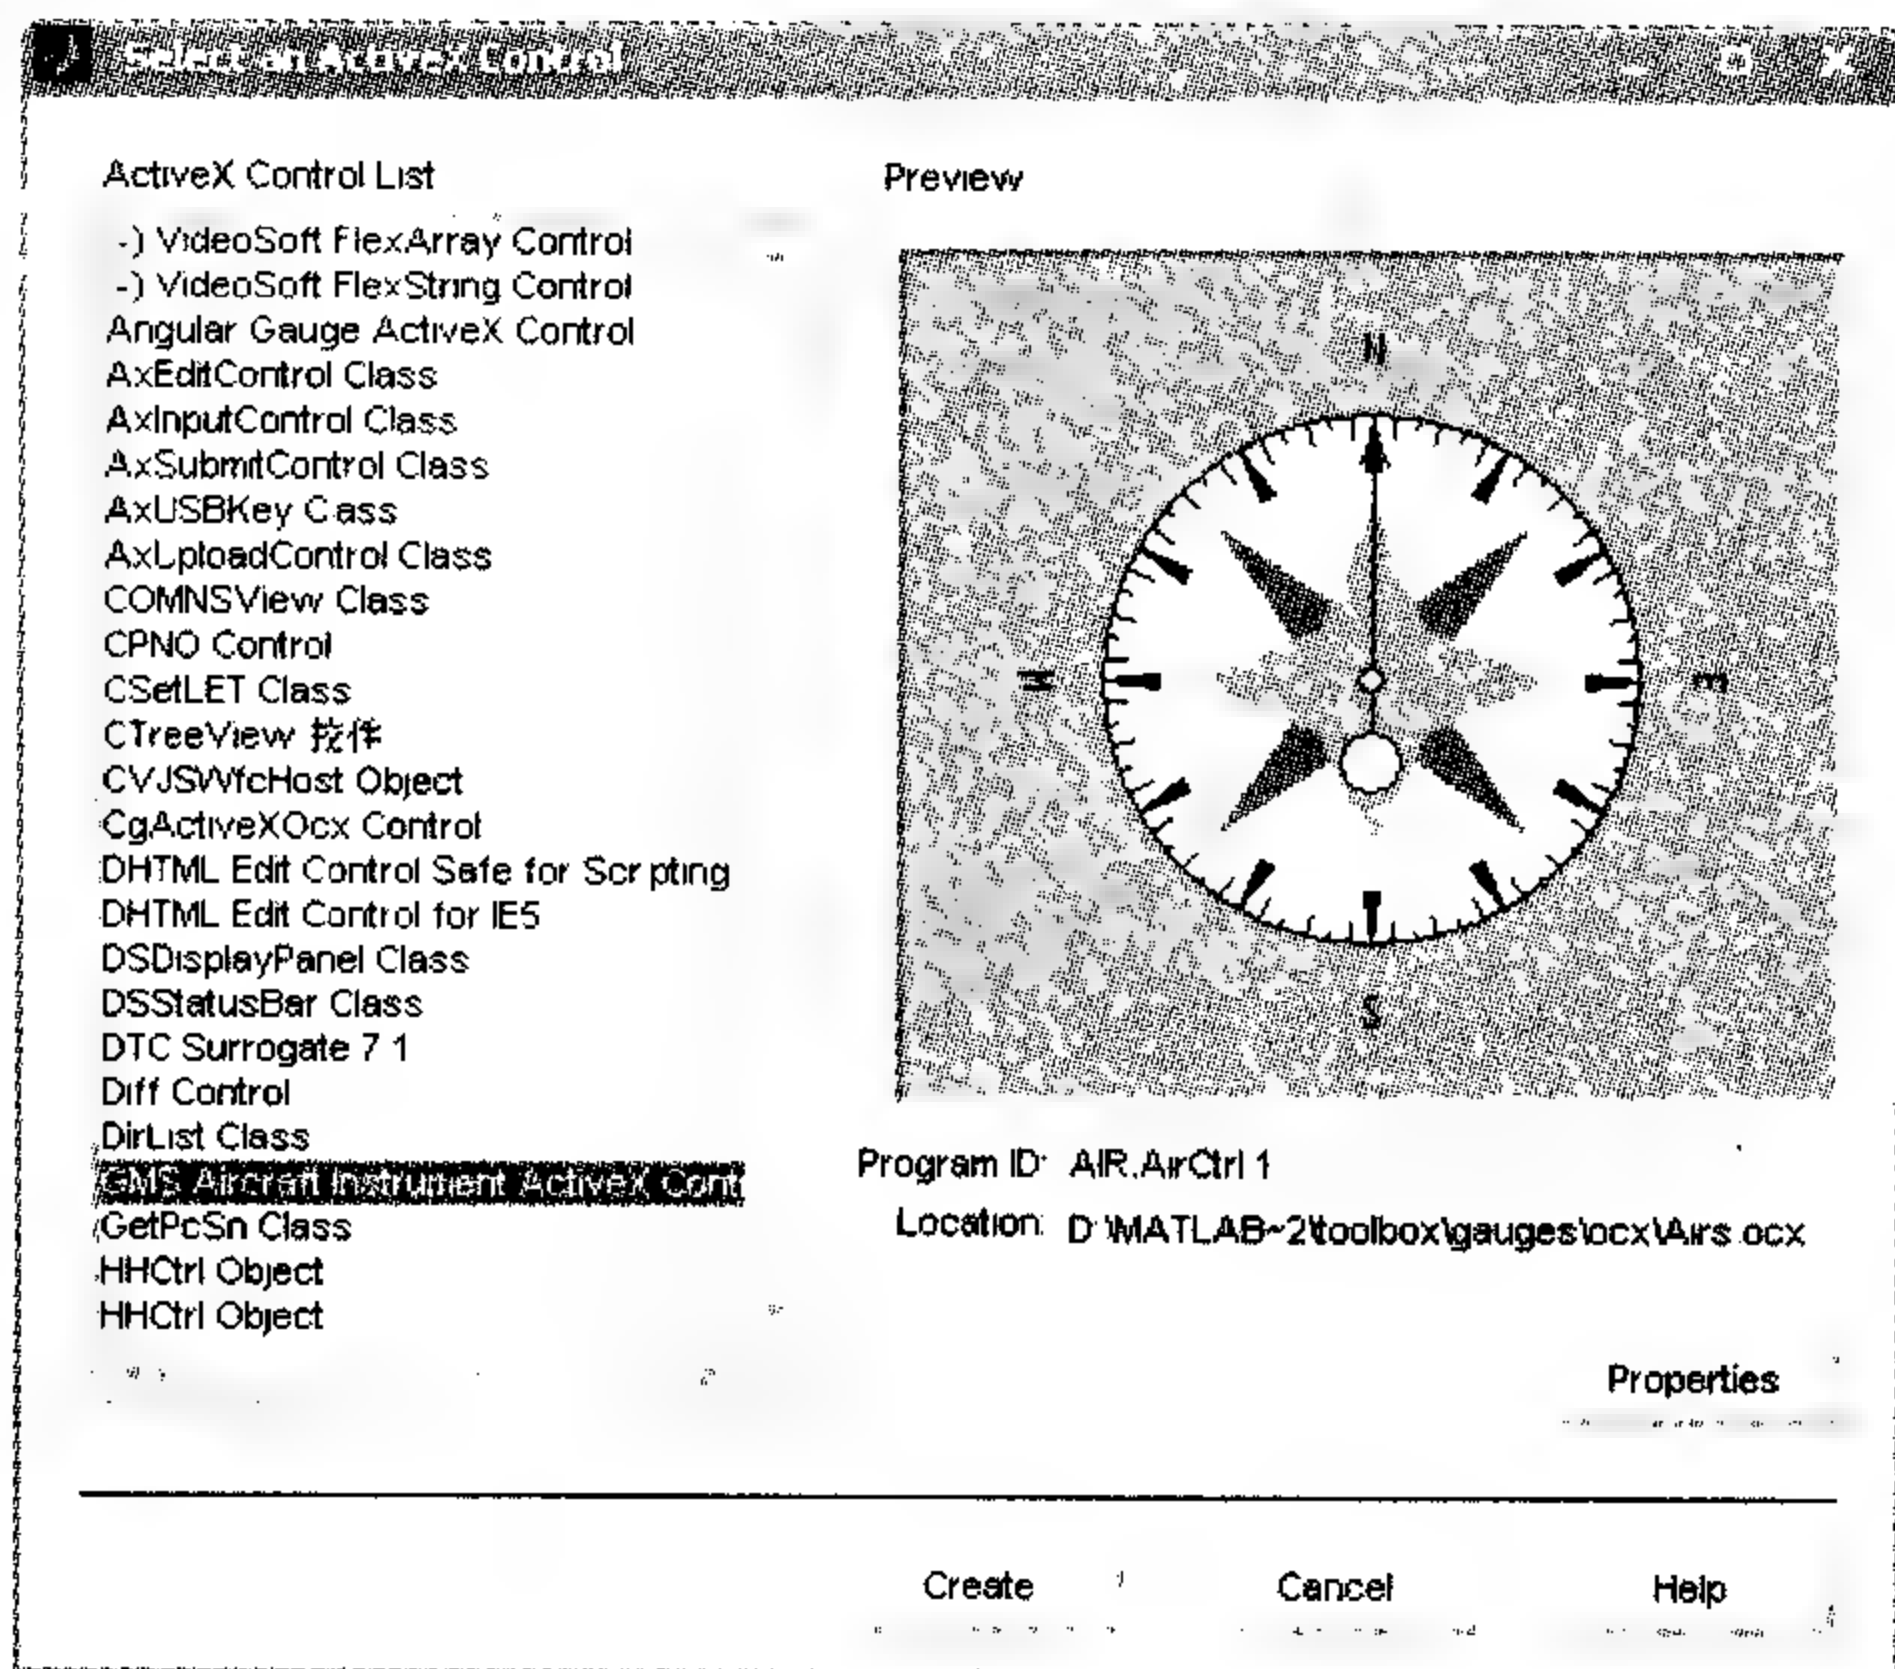 Select an ActiveX Control
ActiveX Control List
:-) VideoSoft FlexArray Control
:-) VideoSoft FlexString Control
Angular Gauge ActiveX Control
AxEditControl Class
AxInputControl Class
AxSubmitControl Class
AxUSBKey Class
AxUploadControl Class
COMNSView Class
CPNO Control
CSetLET Class
CTreeView 控件
CVJSWfcHost Object
CgActiveXOcx Control
DHTML Edit Control Safe for Scripting
DHTML Edit Control for IE5
DSDisplayPanel Class
DSStatusBar Class
DTC Surrogate 7.1
Diff Control
DirList Class
GMS Aircraft Instrument ActiveX Cont
GetPcSn Class
HHCtrl Object
HHCtrl Object
Preview
N
W
E
S
Program ID: AIR.AirCtrl.1
Location: D:\MATLAB~2\toolbox\gauges\ocx\Airs.ocx
Properties
Create
Cancel
Help